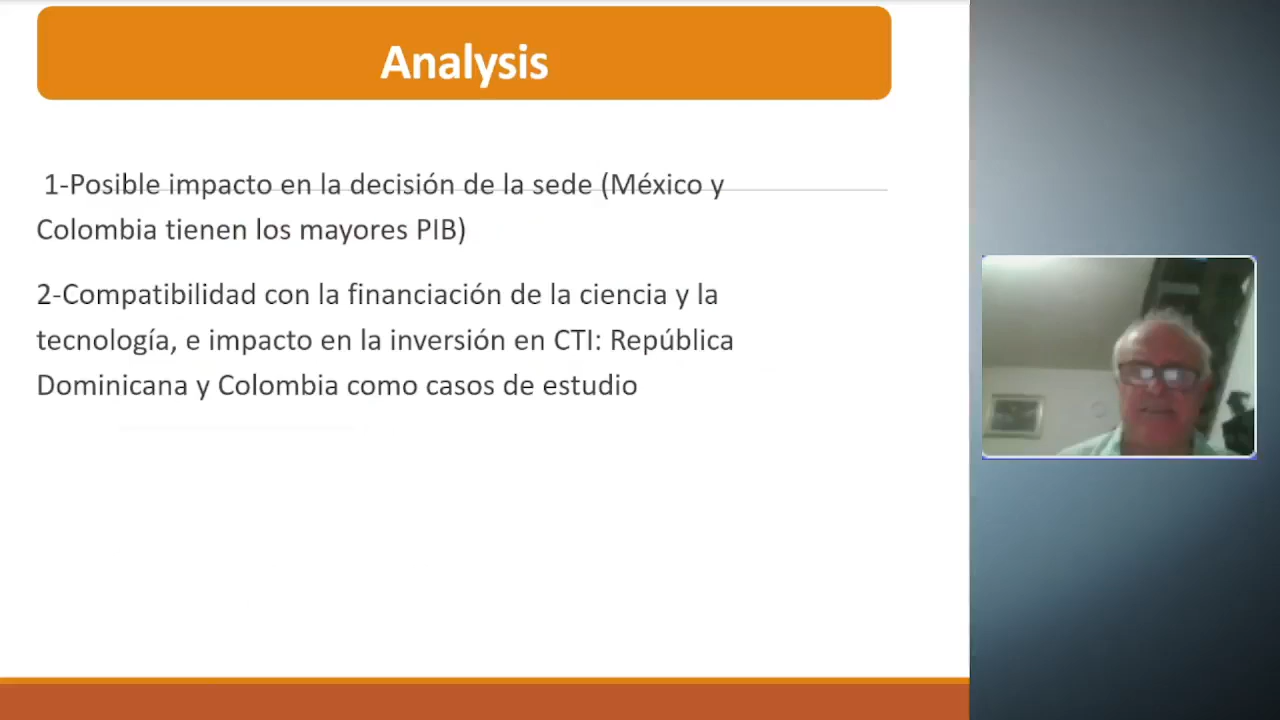 Analysis
1-Posible impacto en la decisión de la sede (México y
Colombia tienen los mayores PIB)
2-Compatibilidad con la financiación de la ciencia y la
tecnología, e impacto en la inversión en CTI: República
Dominicana y Colombia como casos de estudio